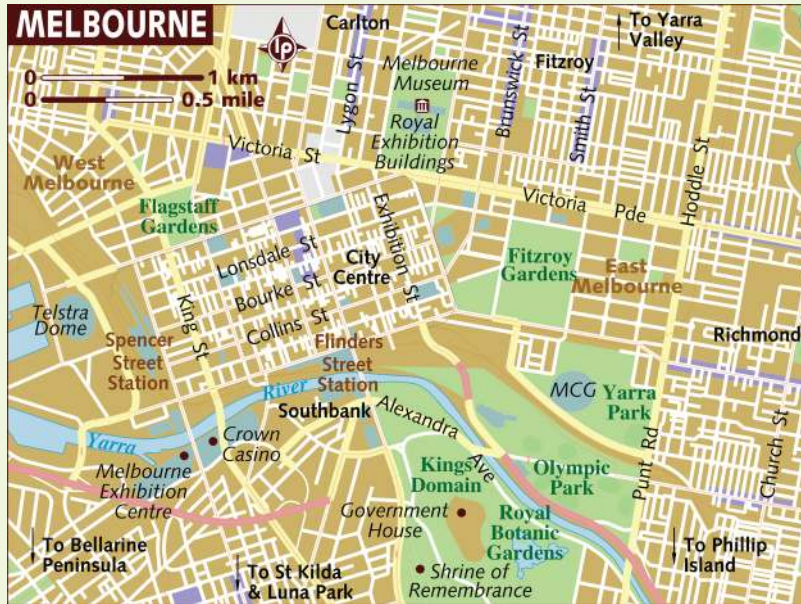 MELBOURNE
lp
0 1 km
0 0.5 mile
Carlton
Lygon St
Melbourne
Museum
Royal
Exhibition
Buildings
Brunswick St
Fitzroy
Smith St
To Yarra
Valley
Hoddle St
Victoria St
Victoria Pde
West
Melbourne
Flagstaff
Gardens
Lonsdale St
Bourke St
Collins St
City
Centre
Exhibition St
King St
Fitzroy
Gardens
East
Melbourne
Telstra
Dome
Spencer
Street
Station
Flinders
Street
Station
Richmond
MCG
Yarra
Park
Yarra River
Southbank
Alexandra Ave
Crown
Casino
Melbourne
Exhibition
Centre
Kings
Domain
Olympic
Park
Punt Rd
Church St
Government
House
Royal
Botanic
Gardens
Shrine of
Remembrance
To Bellarine
Peninsula
To St Kilda
& Luna Park
To Phillip
Island